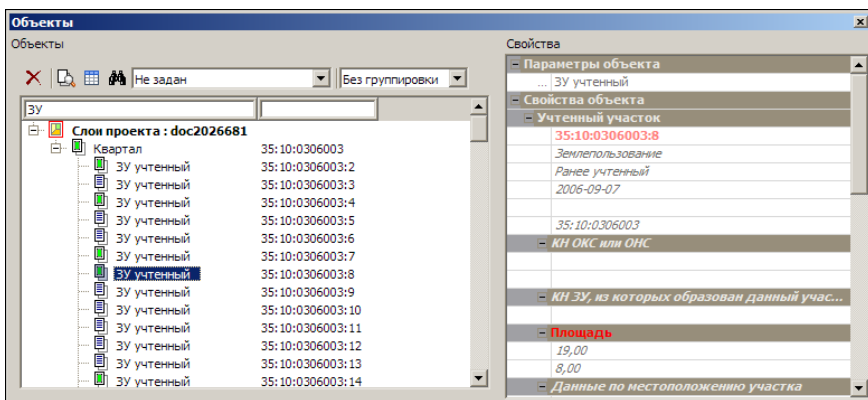 Объекты
Объекты
Не задан
Без группировки
ЗУ
Слои проекта : doc2026681
Квартал 35:10:0306003
ЗУ учтенный 35:10:0306003:2
ЗУ учтенный 35:10:0306003:3
ЗУ учтенный 35:10:0306003:4
ЗУ учтенный 35:10:0306003:5
ЗУ учтенный 35:10:0306003:6
ЗУ учтенный 35:10:0306003:7
ЗУ учтенный 35:10:0306003:8
ЗУ учтенный 35:10:0306003:9
ЗУ учтенный 35:10:0306003:10
ЗУ учтенный 35:10:0306003:11
ЗУ учтенный 35:10:0306003:12
ЗУ учтенный 35:10:0306003:13
ЗУ учтенный 35:10:0306003:14
Свойства
Параметры объекта
... ЗУ учтенный
Свойства объекта
Учтенный участок
35:10:0306003:8
Землепользование
Ранее учтенный
2006-09-07
35:10:0306003
КН ОКС или ОНС
КН ЗУ, из которых образован данный учас...
Площадь
19,00
8,00
Данные по местоположению участка